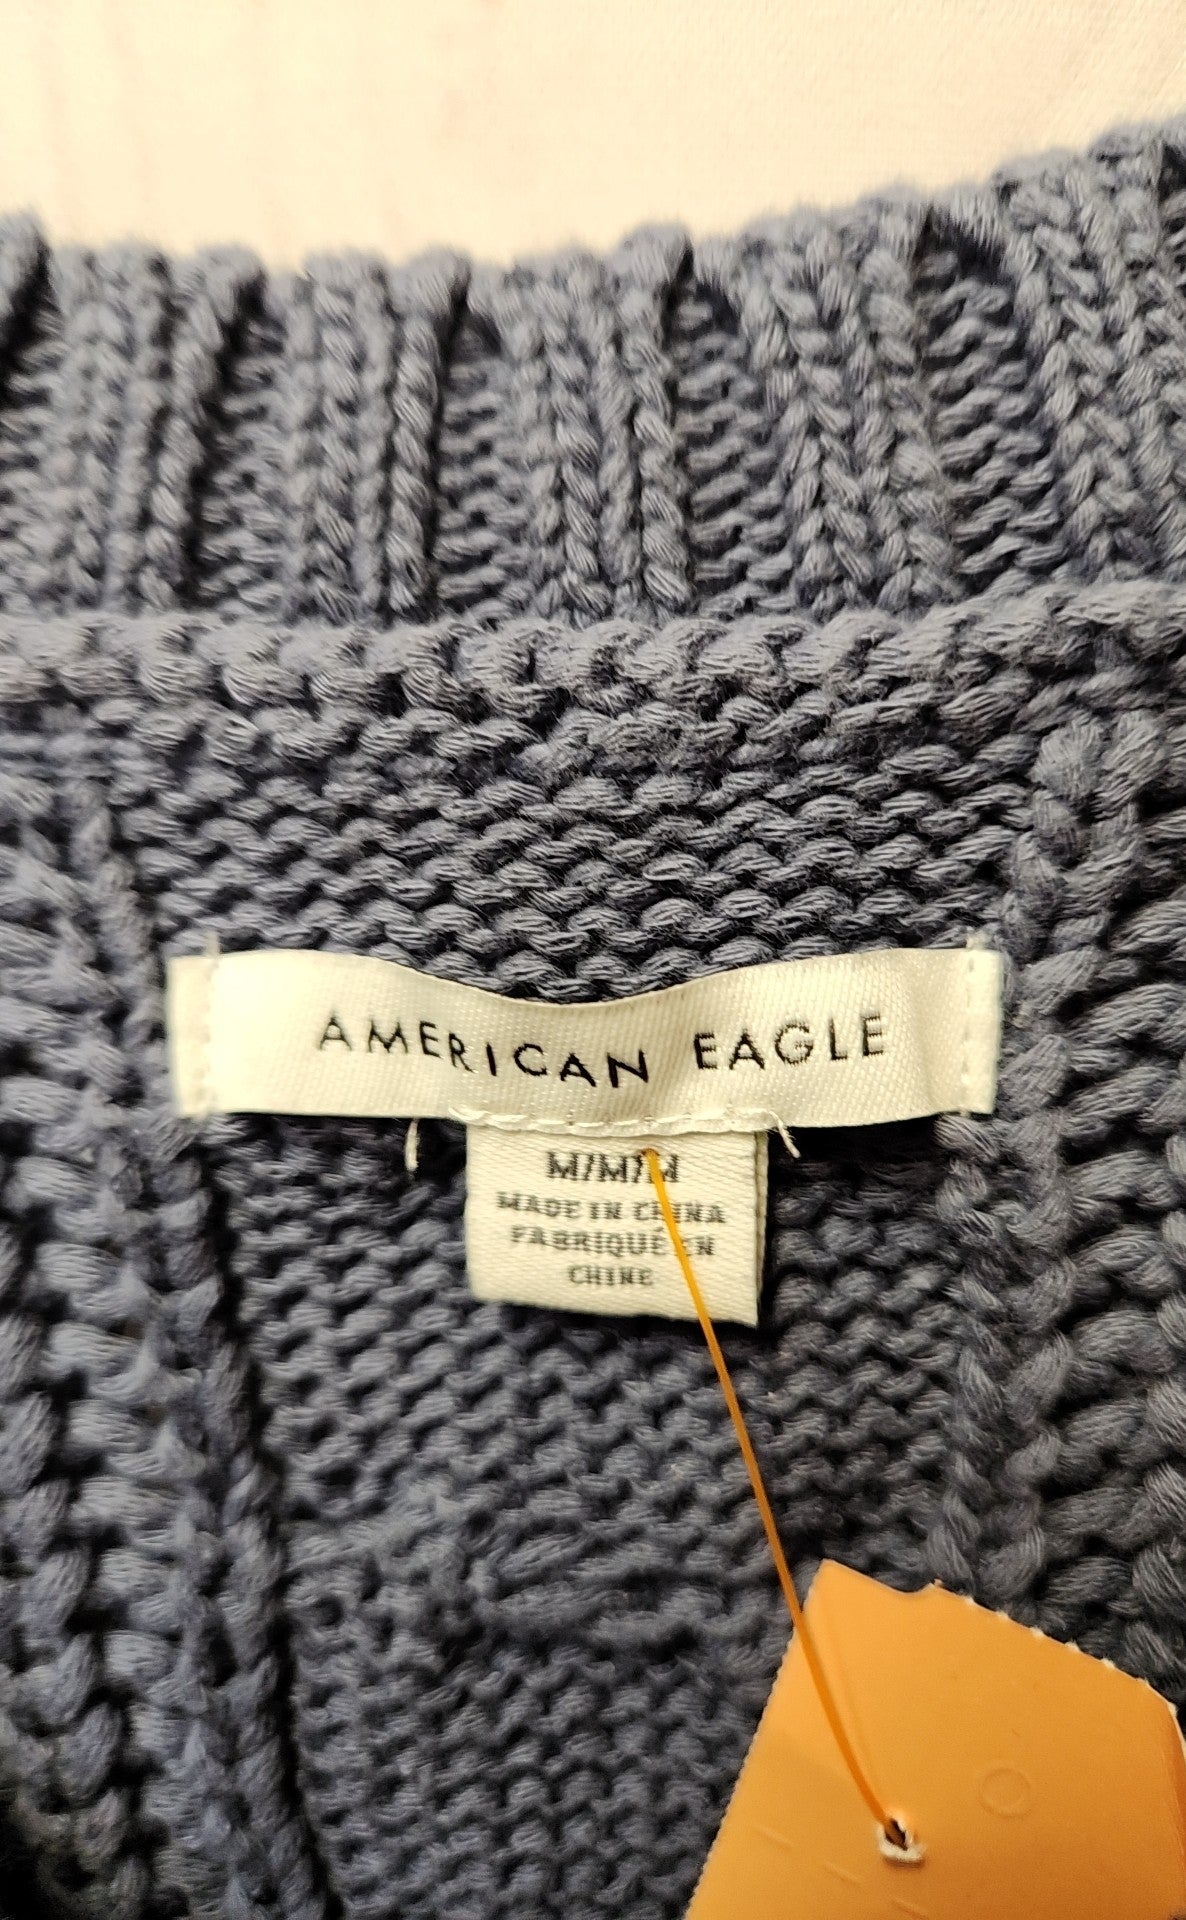 AMERICAN EAGLE
M/M/M
MADE IN CHINA
FABRIQUÉ EN
CHINE